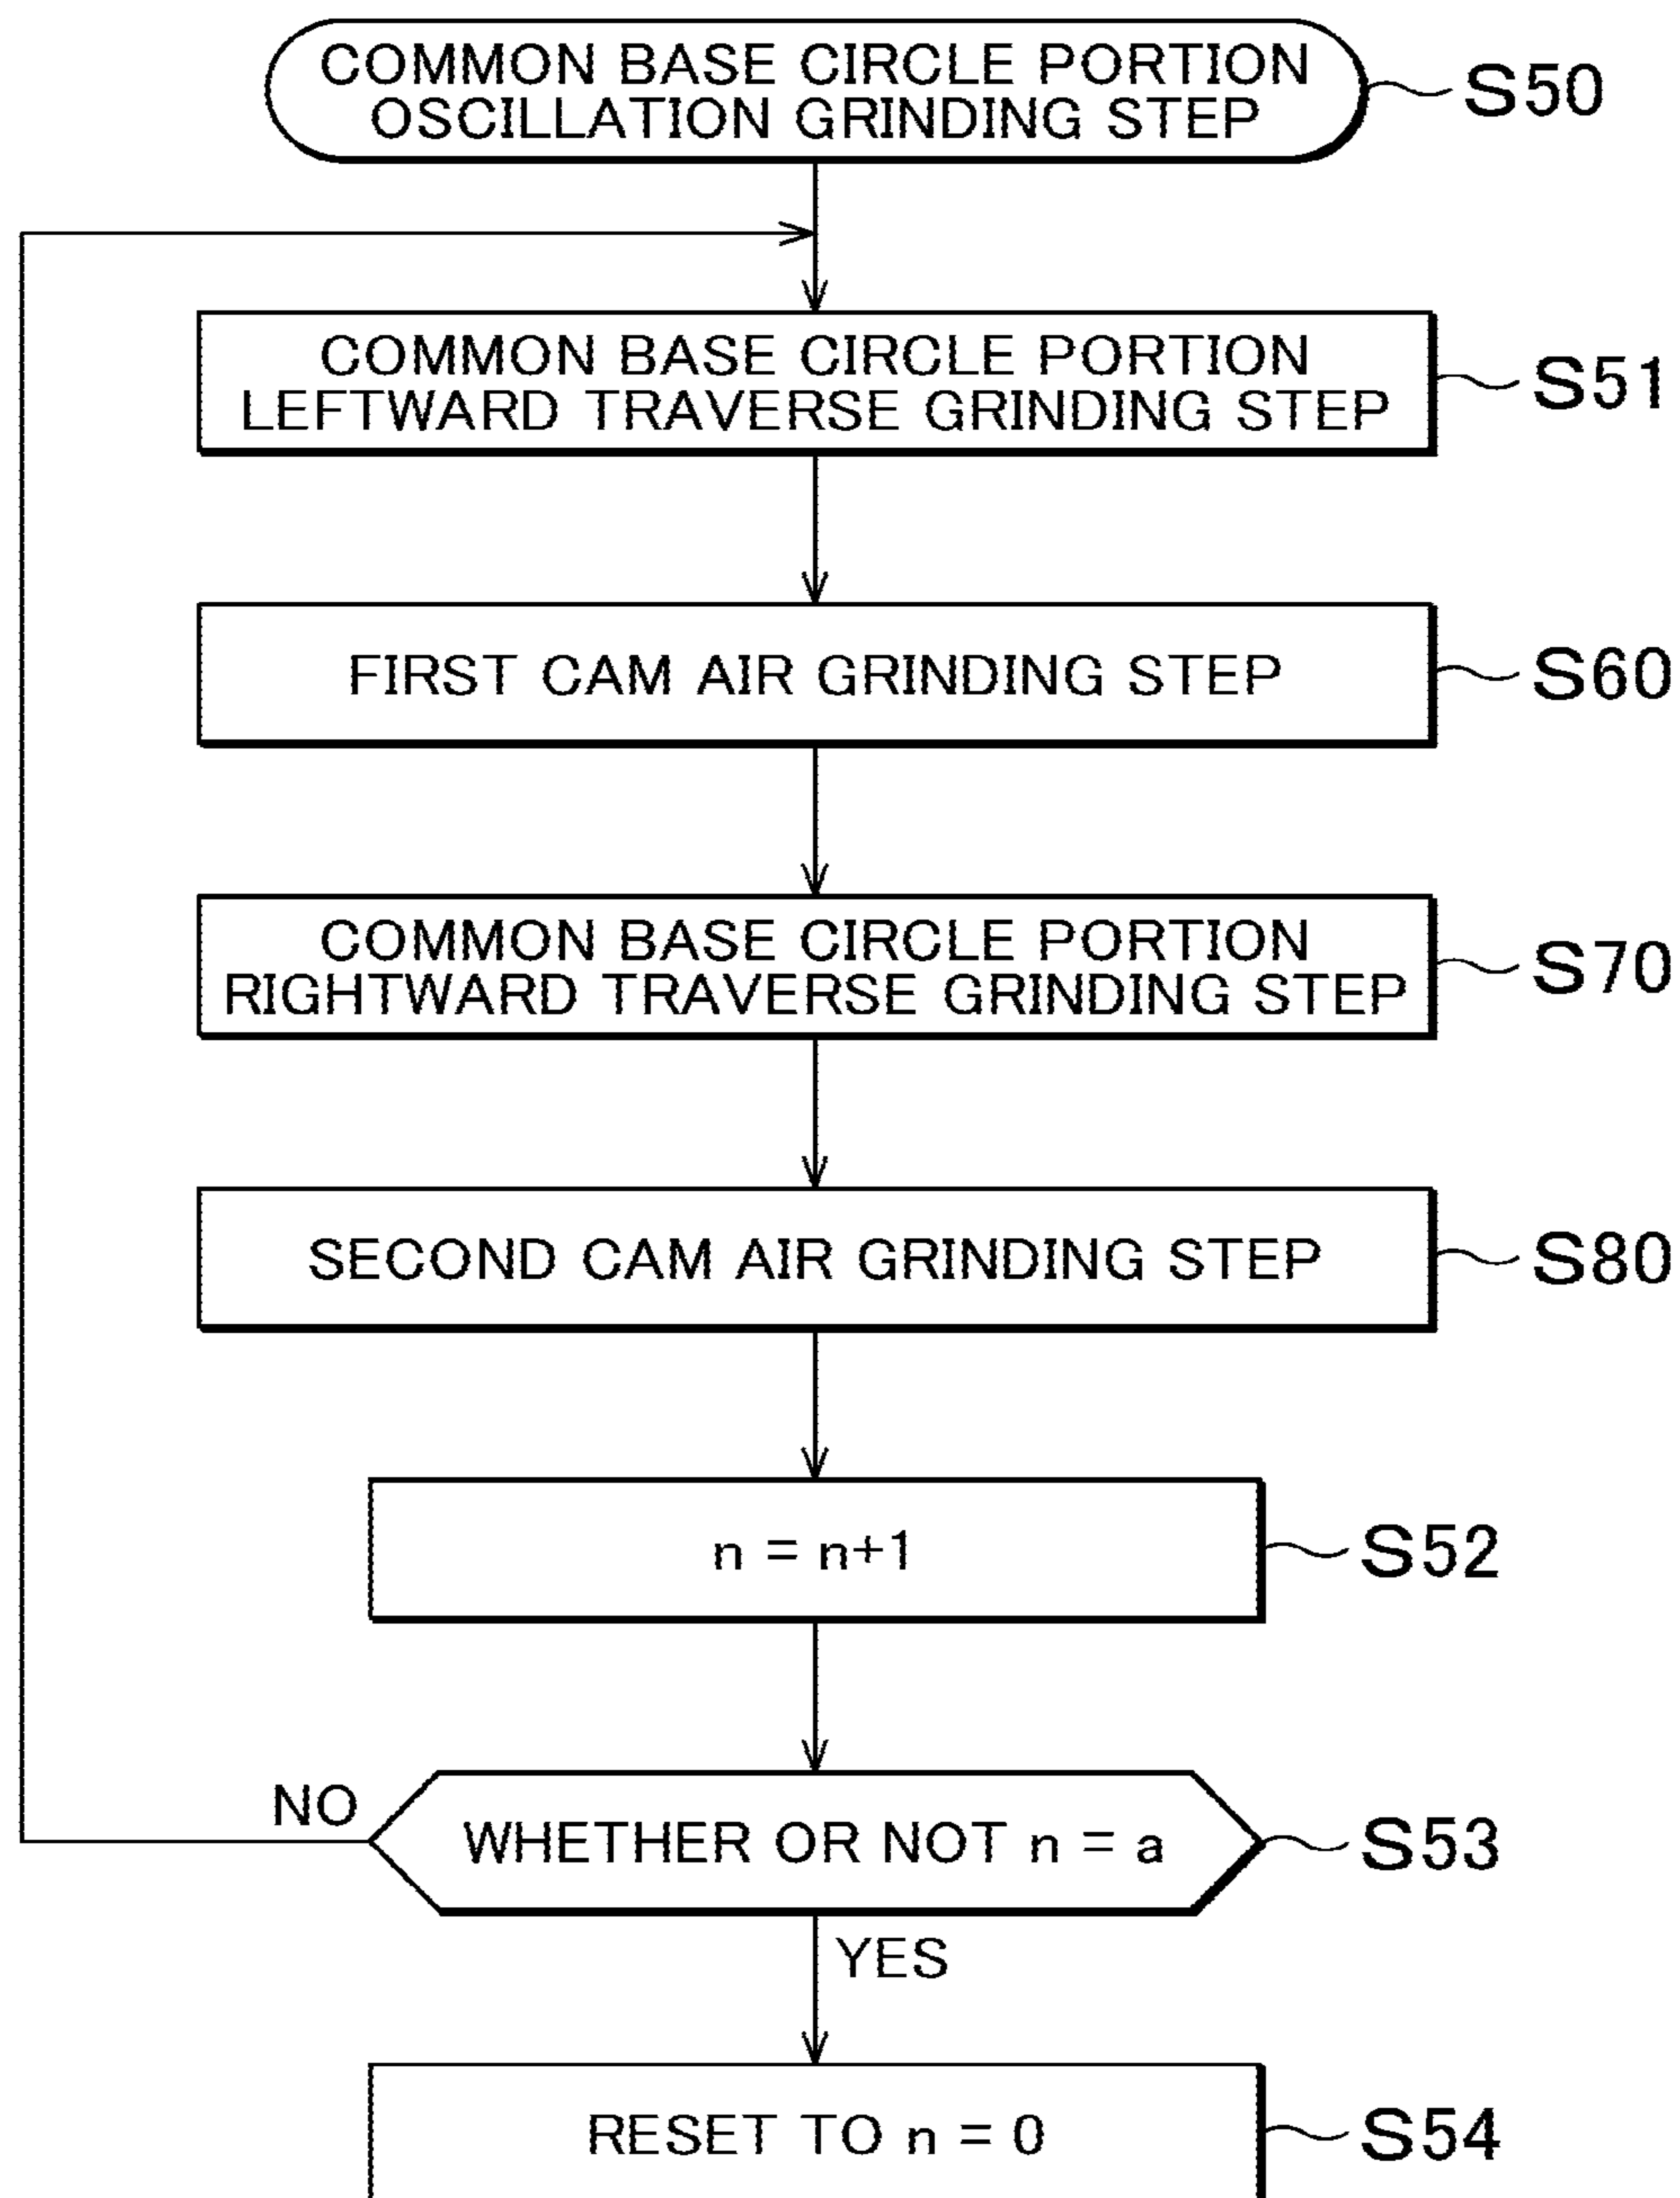 COMMON BASE CIRCLE PORTION
OSCILLATION GRINDING STEP
S50
COMMON BASE CIRCLE PORTION
LEFTWARD TRAVERSE GRINDING STEP
S51
FIRST CAM AIR GRINDING STEP
S60
COMMON BASE CIRCLE PORTION
RIGHTWARD TRAVERSE GRINDING STEP
S70
SECOND CAM AIR GRINDING STEP
S80
n = n+1
S52
NO
WHETHER OR NOT n = a
S53
YES
RESET TO n = 0
S54